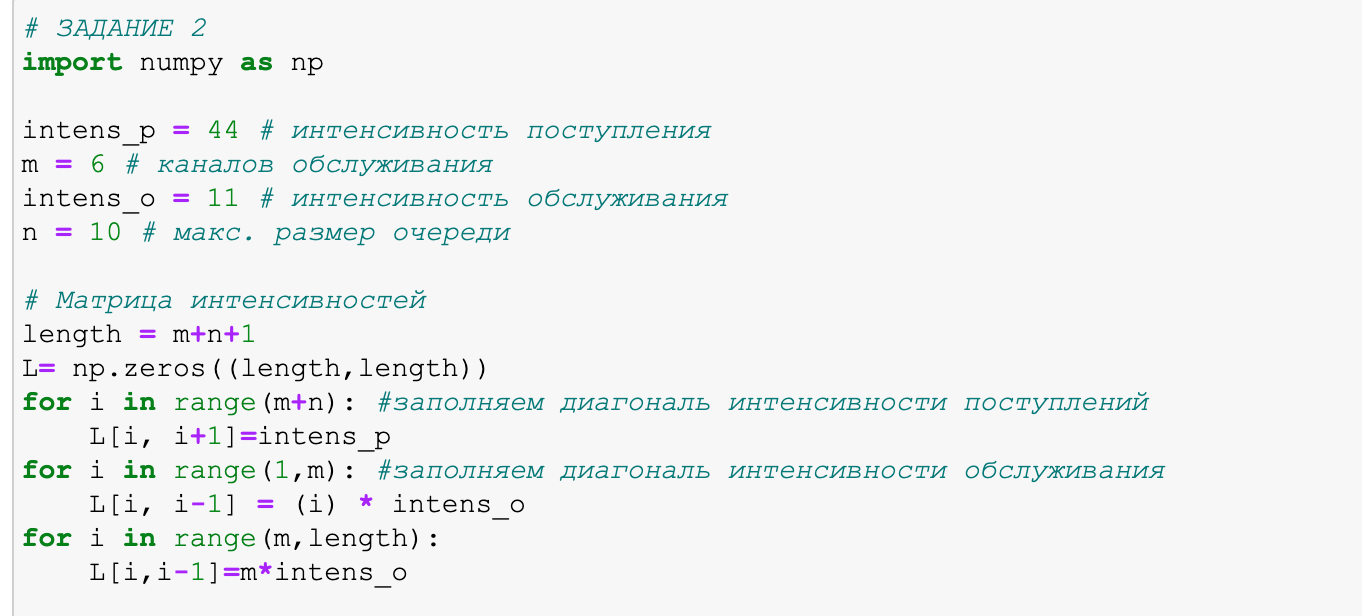 # ЗАДАНИЕ 2
import numpy as np
intens_p = 44 # интенсивность поступления
m = 6 # каналов обслуживания
intens_o = 11 # интенсивность обслуживания
n = 10 # макс. размер очереди
# Матрица интенсивностей
length = m+n+1
L= np.zeros((length,length))
for i in range(m+n): #заполняем диагональ интенсивности поступлений
    L[i, i+1]=intens_p
for i in range(1,m): #заполняем диагональ интенсивности обслуживания
    L[i, i-1] = (i) * intens_o
for i in range(m,length):
    L[i,i-1]=m*intens_o